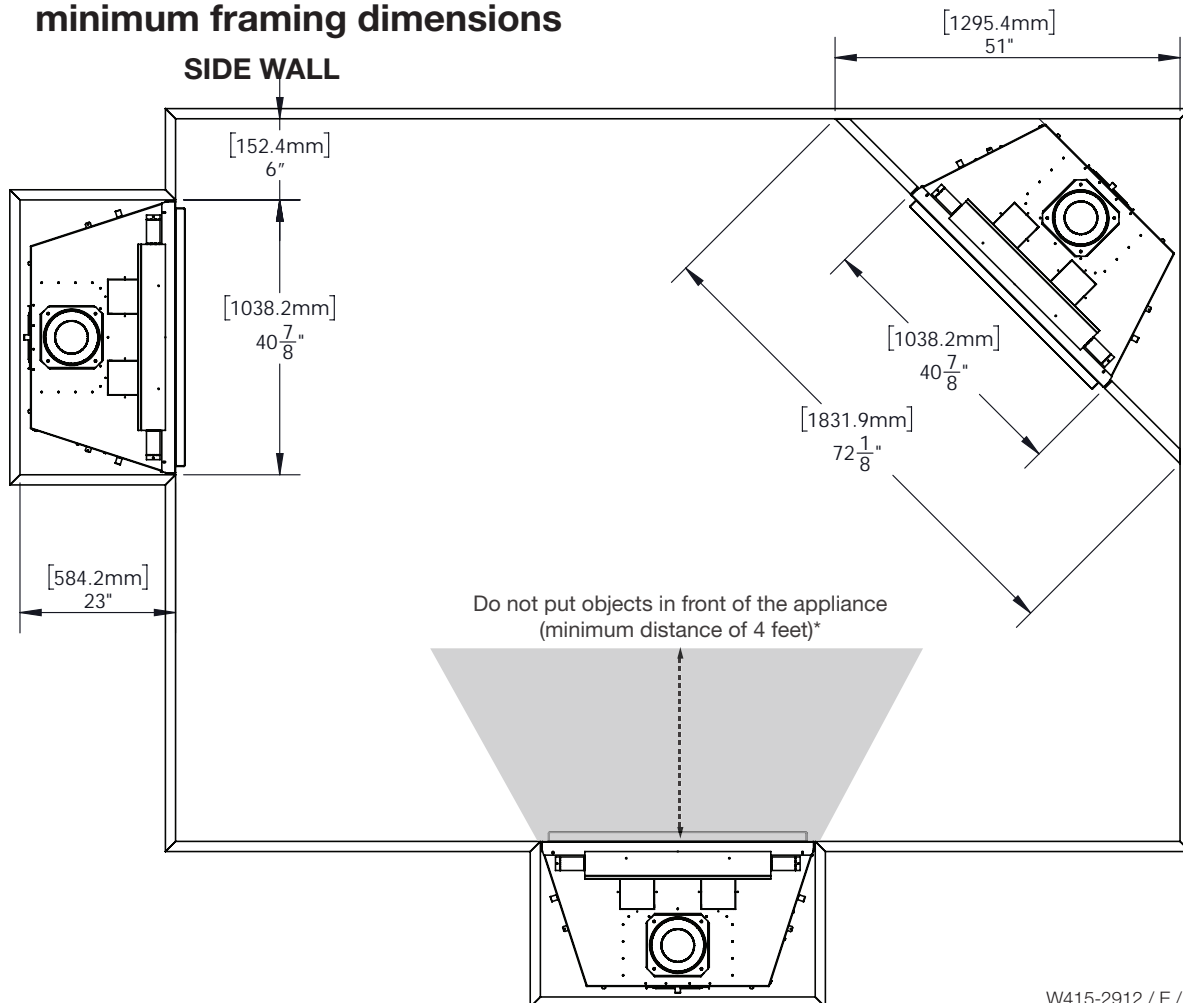 minimum framing dimensions
SIDE WALL
[1295.4mm]
51"
[152.4mm]
6"
[1038.2mm]
40 7/8"
[1038.2mm]
40 7/8"
[1831.9mm]
72 1/8"
[584.2mm]
23"
Do not put objects in front of the appliance
(minimum distance of 4 feet)*
W415-2912 / E /